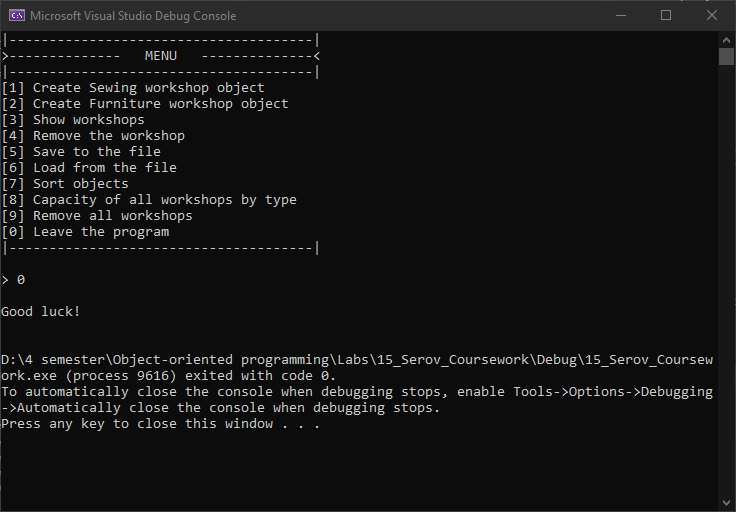 Microsoft Visual Studio Debug Console
|--------------------------------------|
>--------------   MENU   --------------<
|--------------------------------------|
[1] Create Sewing workshop object
[2] Create Furniture workshop object
[3] Show workshops
[4] Remove the workshop
[5] Save to the file
[6] Load from the file
[7] Sort objects
[8] Capacity of all workshops by type
[9] Remove all workshops
[0] Leave the program
|--------------------------------------|
> 0
Good luck!
D:\4 semester\Object-oriented programming\Labs\15_Serov_Coursework\Debug\15_Serov_Coursew
ork.exe (process 9616) exited with code 0.
To automatically close the console when debugging stops, enable Tools->Options->Debugging
->Automatically close the console when debugging stops.
Press any key to close this window . . .